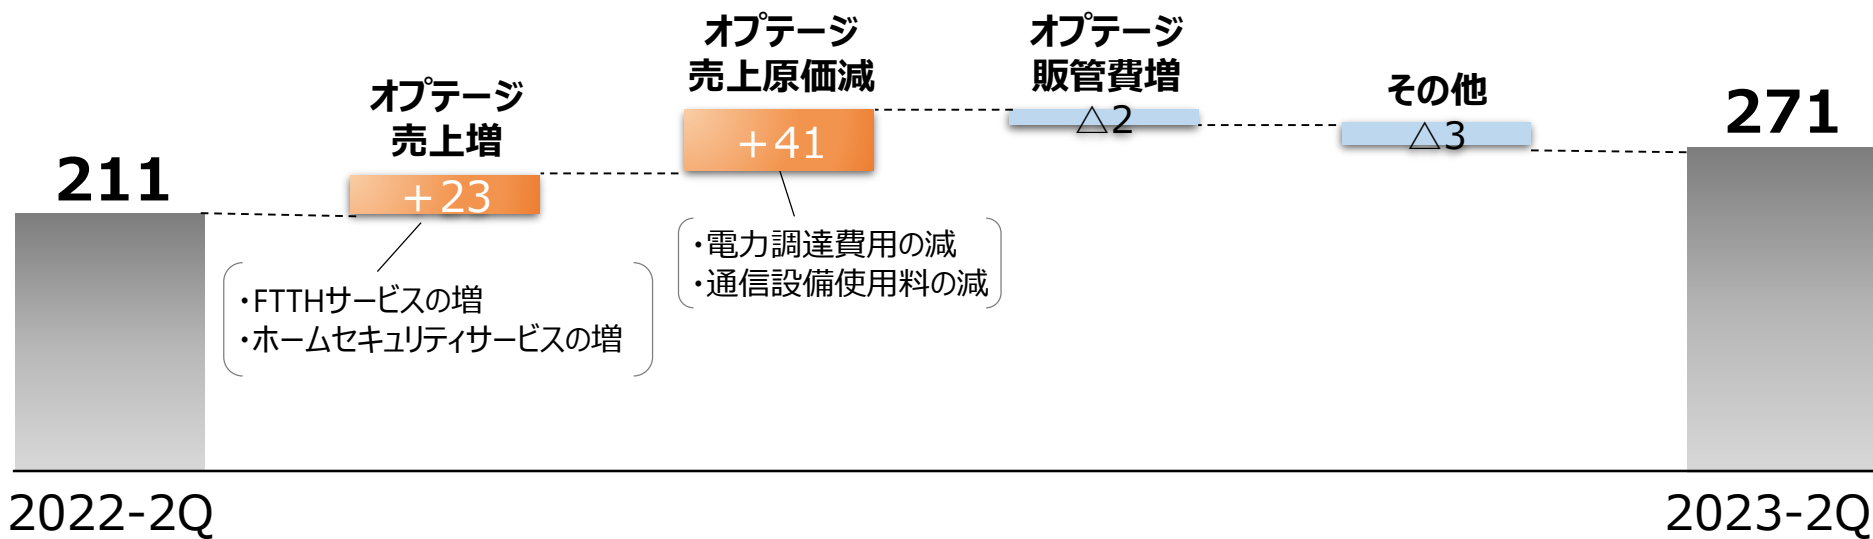 211
オプテージ
売上増
+23
・FTTHサービスの増
・ホームセキュリティサービスの増
オプテージ
売上原価減
+41
・電力調達費用の減
・通信設備使用料の減
オプテージ
販管費増
△2
その他
△3
271
2022-2Q
2023-2Q